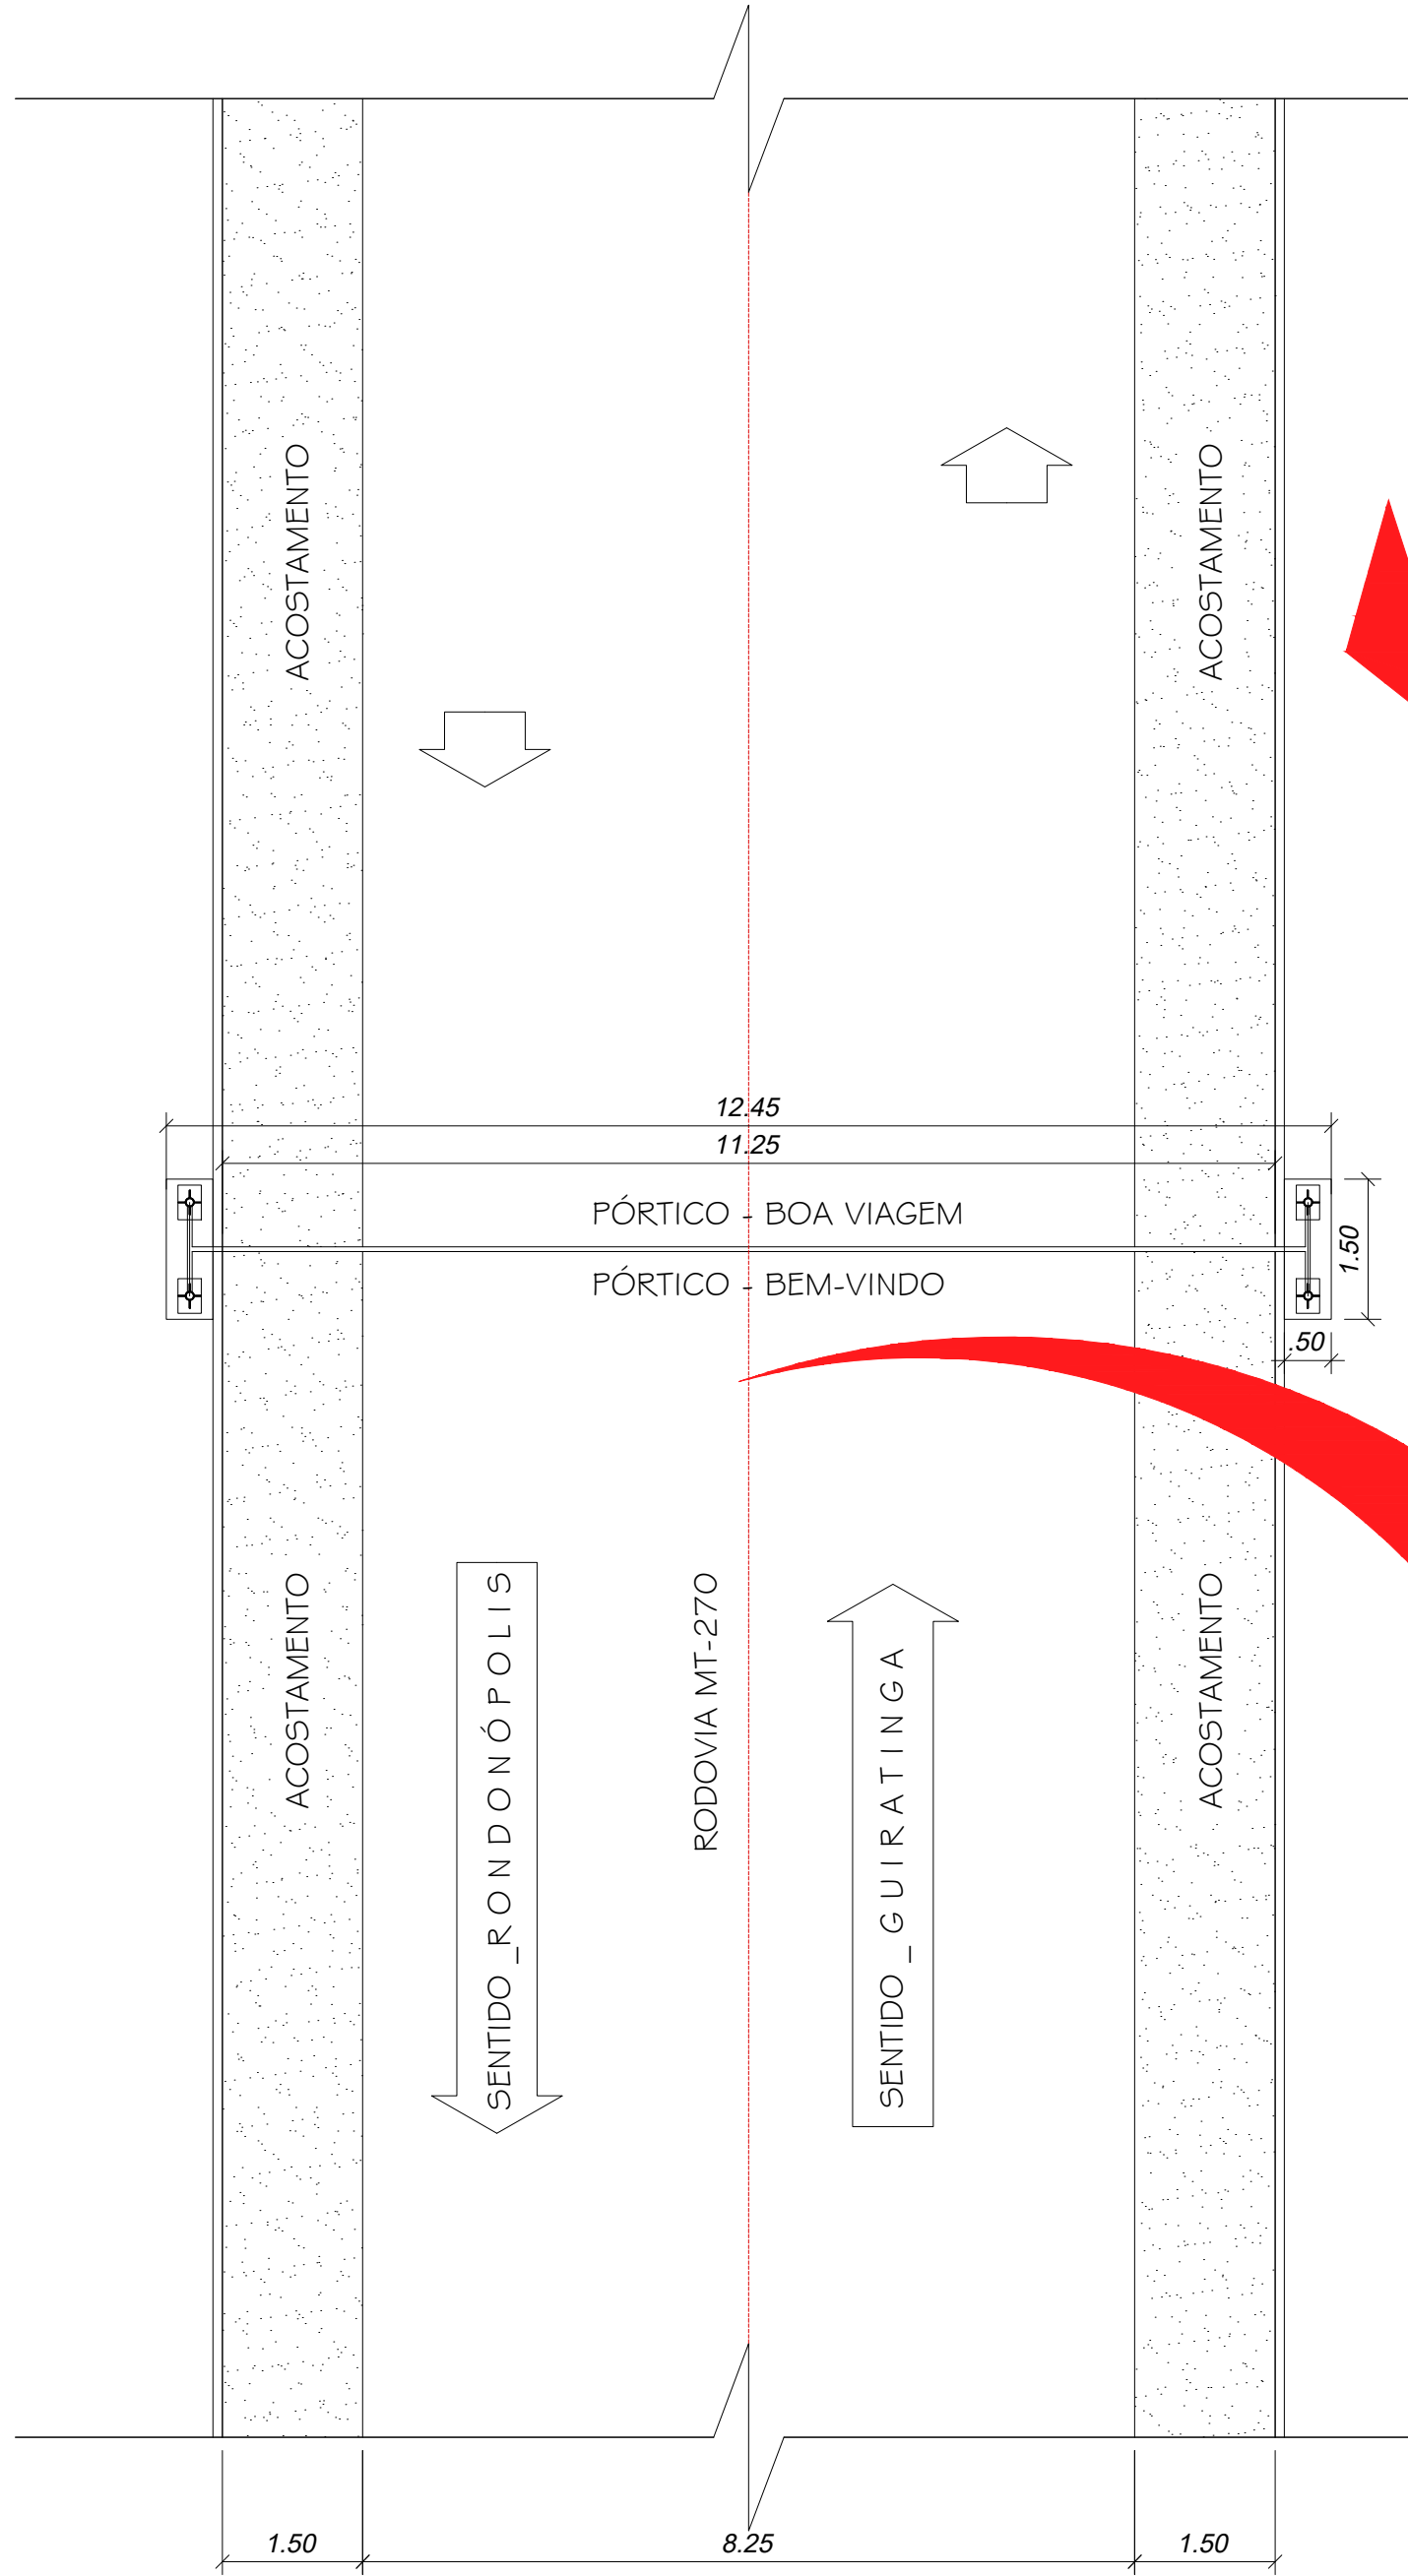 ACOSTAMENTO
ACOSTAMENTO
12.45
11.25
PÓRTICO - BOA VIAGEM
PÓRTICO - BEM-VINDO
1.50
.50
ACOSTAMENTO
SENTIDO_RONDONÓPOLIS
RODOVIA MT-270
SENTIDO_GUIRATINGA
ACOSTAMENTO
1.50
8.25
1.50